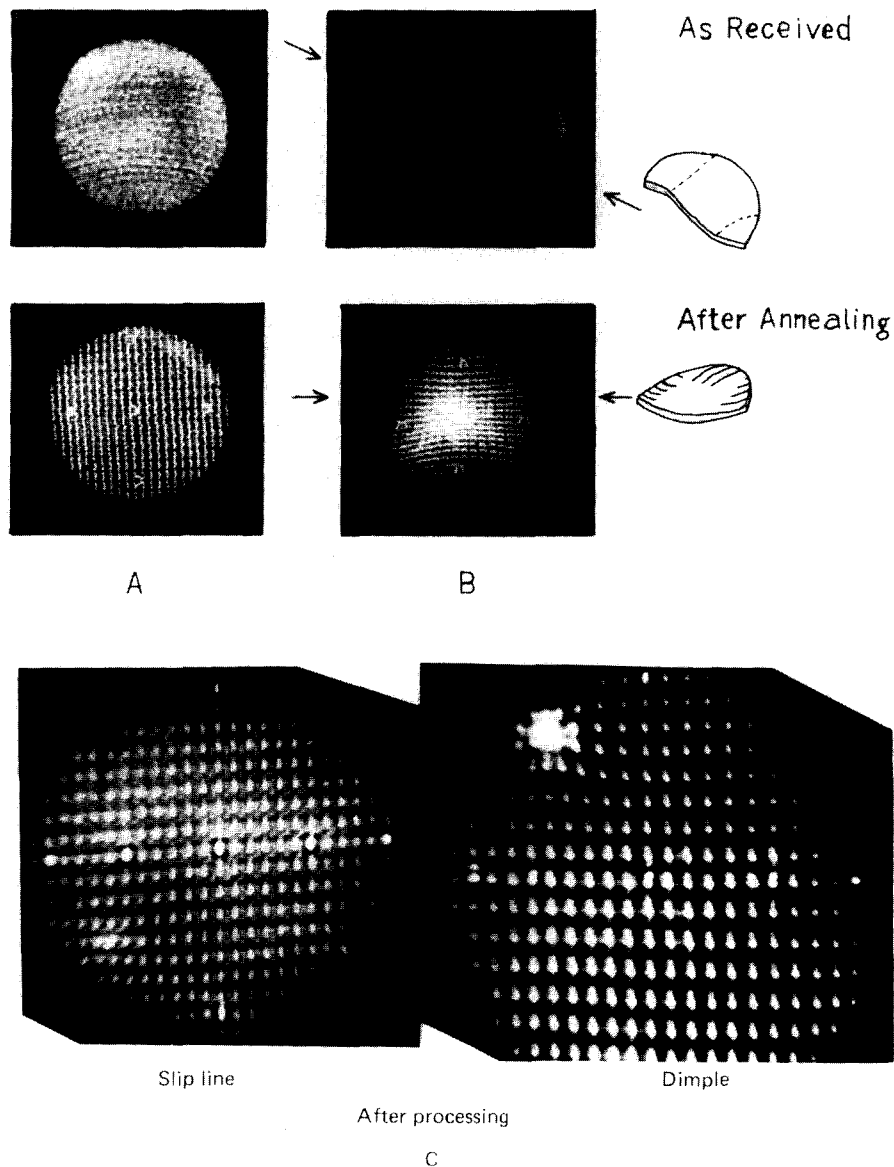 As Received
After Annealing
A
B
Slip line
Dimple
After processing
C